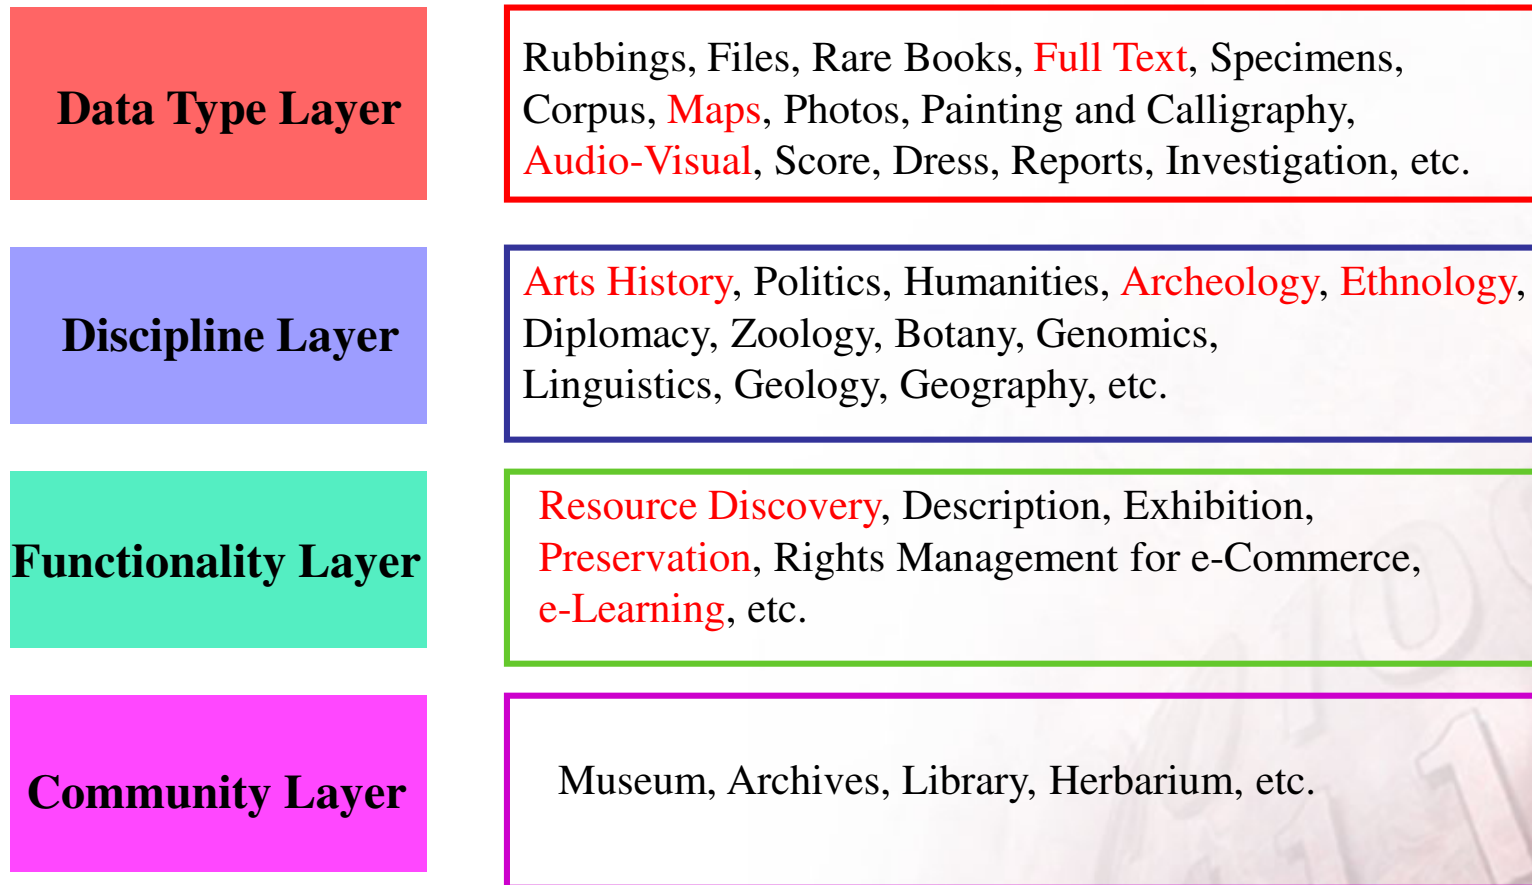 Data Type Layer
Rubbings, Files, Rare Books, Full Text, Specimens,
Corpus, Maps, Photos, Painting and Calligraphy,
Audio-Visual, Score, Dress, Reports, Investigation, etc.
Discipline Layer
Arts History, Politics, Humanities, Archeology, Ethnology,
Diplomacy, Zoology, Botany, Genomics,
Linguistics, Geology, Geography, etc.
Functionality Layer
Resource Discovery, Description, Exhibition,
Preservation, Rights Management for e-Commerce,
e-Learning, etc.
Community Layer
Museum, Archives, Library, Herbarium, etc.